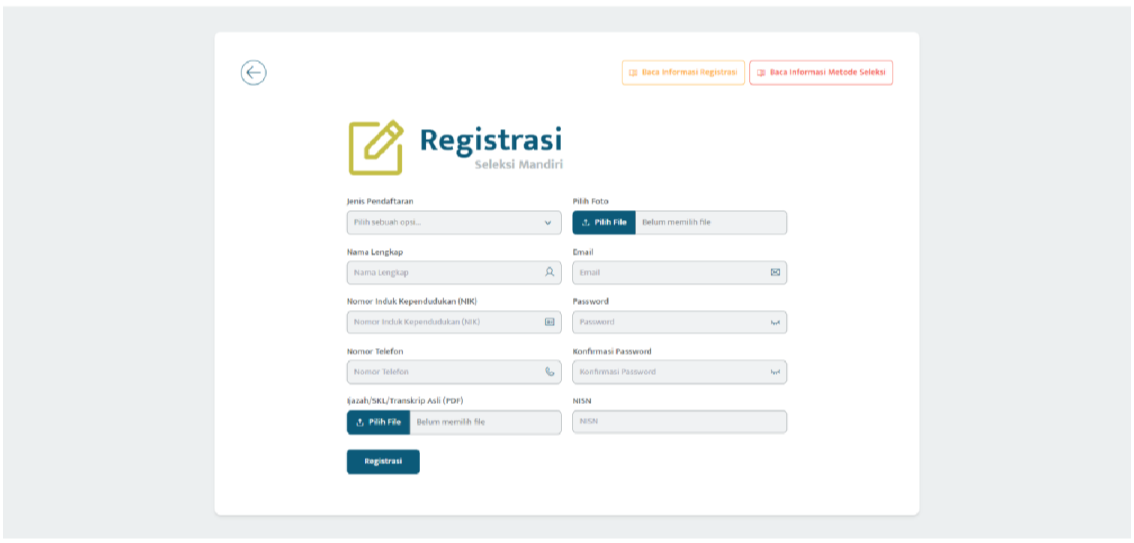 Baca Informasi Registrasi
Baca Informasi Metode Seleksi
Registrasi
Seleksi Mandiri
Jenis Pendaftaran
Pilih sebuah opsi...
Pilih Foto
Pilih File
Belum memilih file
Nama Lengkap
Nama Lengkap
Email
Email
Nomor Induk Kependudukan (NIK)
Nomor Induk Kependudukan (NIK)
Password
Password
Nomor Telefon
Nomor Telefon
Konfirmasi Password
Konfirmasi Password
Ijazah/SKL/Transkrip Asli (PDF)
Pilih File
Belum memilih file
NISN
NISN
Registrasi